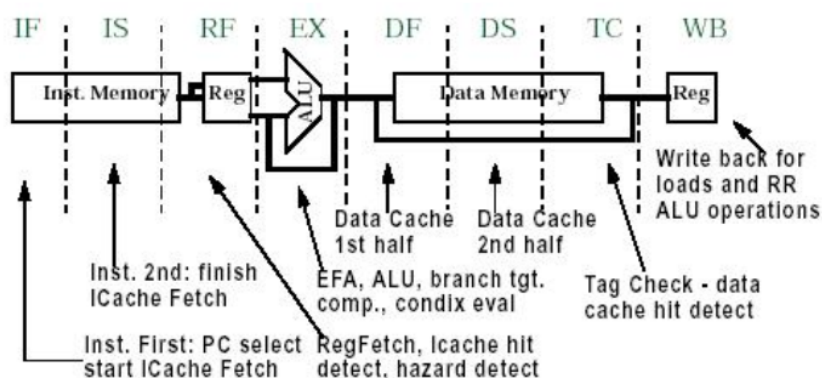 IF IS RF EX DF DS TC WB
Inst. Memory Reg ALU Data Memory Reg
Write back for
loads and RR
ALU operations
Data Cache
1st half
Data Cache
2nd half
Inst. 2nd: finish
ICache Fetch
EFA, ALU, branch tgt.
comp., condix eval
Tag Check - data
cache hit detect
Inst. First: PC select
start ICache Fetch
RegFetch, Icache hit
detect, hazard detect